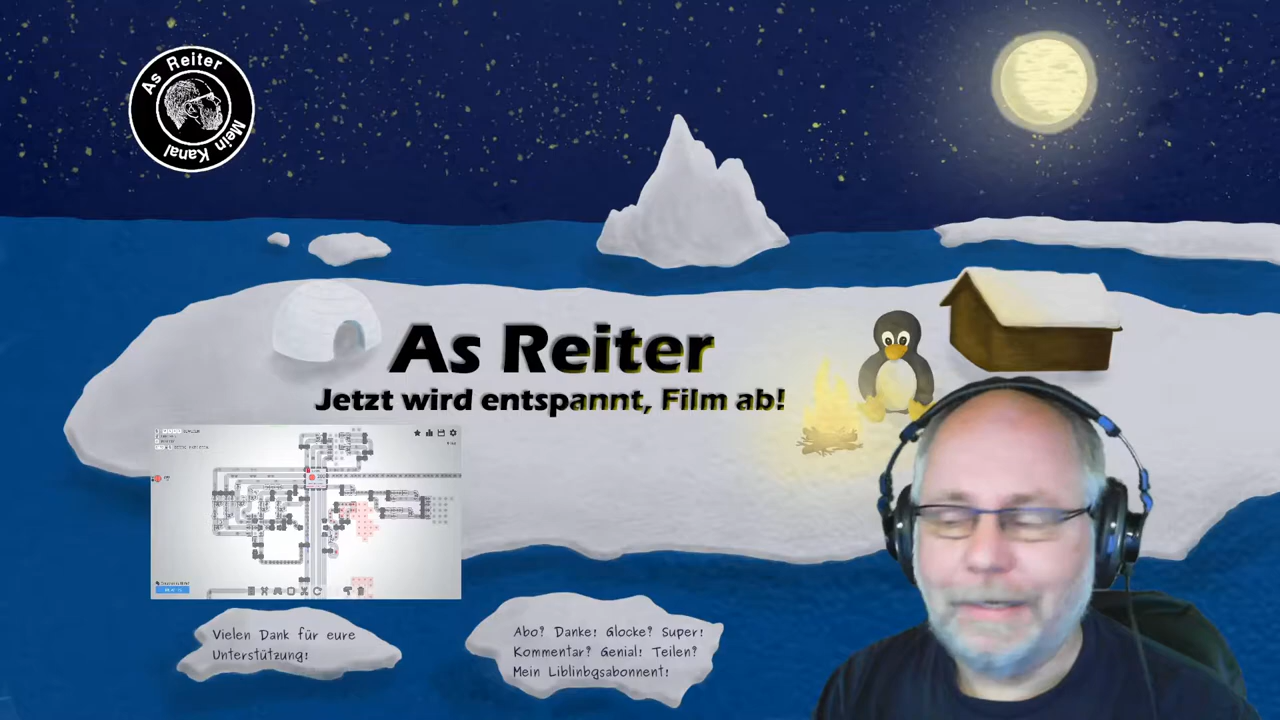 As Reiter
Mein Kanal
As Reiter
Jetzt wird entspannt, Film ab!
Vielen Dank für eure
Unterstützung!
Abo? Danke! Glocke? Super!
Kommentar? Genial! Teilen?
Mein Liblinbgsabonnent!